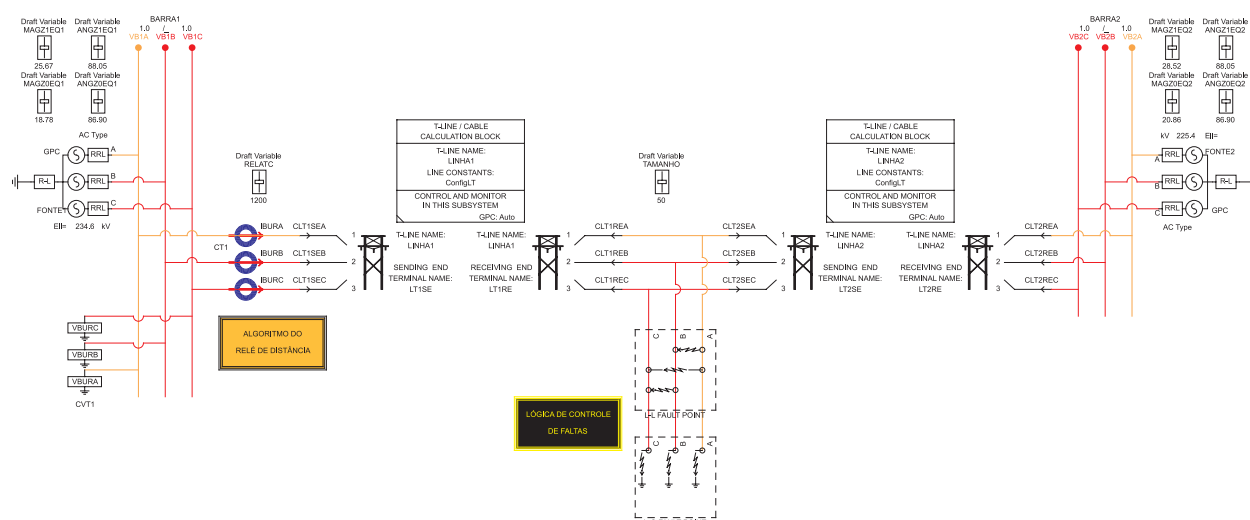 Draft Variable
MAGZ1EQ1
25.67
Draft Variable
ANGZ1EQ1
88.05
Draft Variable
MAGZ0EQ1
18.78
Draft Variable
ANGZ0EQ1
86.90
BARRA1
1.0
/_
1.0
VB1A
VB1B
VB1C
AC Type
GPC
RRL
A
R-L
RRL
B
RRL
C
FONTE1
Ell= 234.6 kV
CT1
IBURA
CLT1SEA
IBURB
CLT1SEB
IBURC
CLT1SEC
1
2
3
VBURC
VBURB
VBURA
CVT1
ALGORITMO DO
RELÉ DE DISTÂNCIA
Draft Variable
RELATC
1200
T-LINE / CABLE
CALCULATION BLOCK
T-LINE NAME:
LINHA1
LINE CONSTANTS:
ConfigLT
CONTROL AND MONITOR
IN THIS SUBSYSTEM
GPC: Auto
T-LINE NAME:
LINHA1
SENDING END
TERMINAL NAME:
LT1SE
T-LINE NAME:
LINHA1
RECEIVING END
TERMINAL NAME:
LT1RE
1
2
3
Draft Variable
TAMANHO
50
CLT1REA
CLT2SEA
CLT1REB
CLT2SEB
CLT1REC
CLT2SEC
1
2
3
C
B
A
L-L FAULT POINT
C
B
A
LÓGICA DE CONTROLE
DE FALTAS
T-LINE / CABLE
CALCULATION BLOCK
T-LINE NAME:
LINHA2
LINE CONSTANTS:
ConfigLT
CONTROL AND MONITOR
IN THIS SUBSYSTEM
GPC: Auto
T-LINE NAME:
LINHA2
SENDING END
TERMINAL NAME:
LT2SE
T-LINE NAME:
LINHA2
RECEIVING END
TERMINAL NAME:
LT2RE
1
2
3
CLT2REA
CLT2REB
CLT2REC
BARRA2
1.0
/_
1.0
VB2C
VB2B
VB2A
Draft Variable
MAGZ1EQ2
28.52
Draft Variable
ANGZ1EQ2
88.05
Draft Variable
MAGZ0EQ2
20.86
Draft Variable
ANGZ0EQ2
86.90
kV 225.4 Ell=
FONTE2
A
RRL
B
RRL
R-L
C
RRL
GPC
AC Type